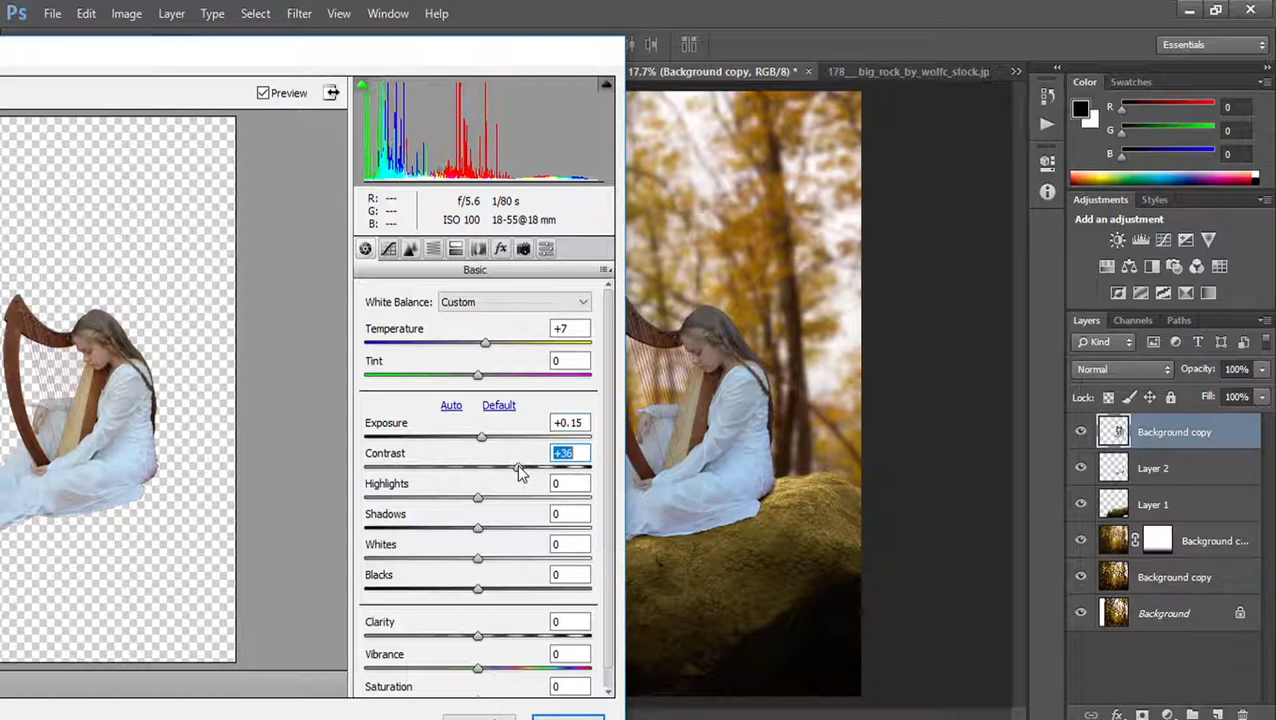 Ps File Edit Image Layer Type Select Filter View Window Help
Essentials
17.7% (Background copy, RGB/8) * × 178__big_rock_by_wolfc_stock.jp
Preview
R: ---
G: ---
B: ---
f/5.6 1/80 s
ISO 100 18-55@18 mm
fx
Basic
White Balance: Custom
Temperature +7
Tint 0
Auto Default
Exposure +0.15
Contrast +36
Highlights 0
Shadows 0
Whites 0
Blacks 0
Clarity 0
Vibrance 0
Saturation 0
Color Swatches
R 0
G 0
B 0
Adjustments Styles
Add an adjustment
Layers Channels Paths
Kind T
Normal Opacity: 100%
Lock: Fill: 100%
Background copy
Layer 2
Layer 1
Background c...
Background copy
Background
fx